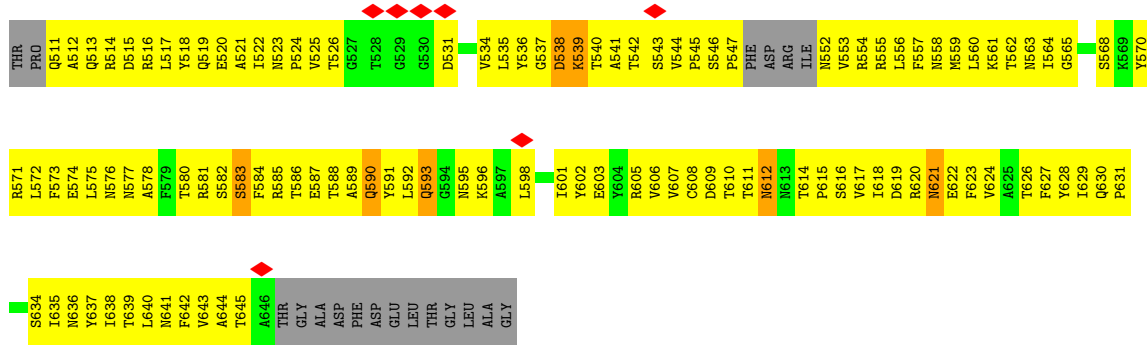 THR PRO Q511 A512 Q513 R514 D515 R516 L517 Y518 Q519 E520 A521 I522 N523 P524 V525 T526 G527 T528 G529 G530 D531 V534 L535 Y536 G537 D538 K539 T540 A541 T542 S543 V544 P545 S546 P547 PHE ASP ARG ILE N552 V553 R554 R555 L556 F557 N558 M559 L560 K561 T562 N563 I564 G565 S568 K569 Y570
R571 L572 F573 E574 L575 N576 N577 A578 F579 T580 R581 S582 S583 F584 R585 T586 E587 T588 A589 Q590 Y591 L592 Q593 G594 N595 K596 A597 L598 I601 Y602 E603 Y604 R605 V606 V607 C608 D609 T610 T611 N612 N613 T614 P615 S616 V617 I618 D619 R620 N621 E622 F623 V624 A625 T626 F627 Y628 I629 Q630 P631
S634 I635 N636 Y637 I638 T639 L640 N641 F642 V643 A644 T645 A646 THR GLY ALA ASP PHE ASP GLU LEU THR GLY LEU ALA GLY